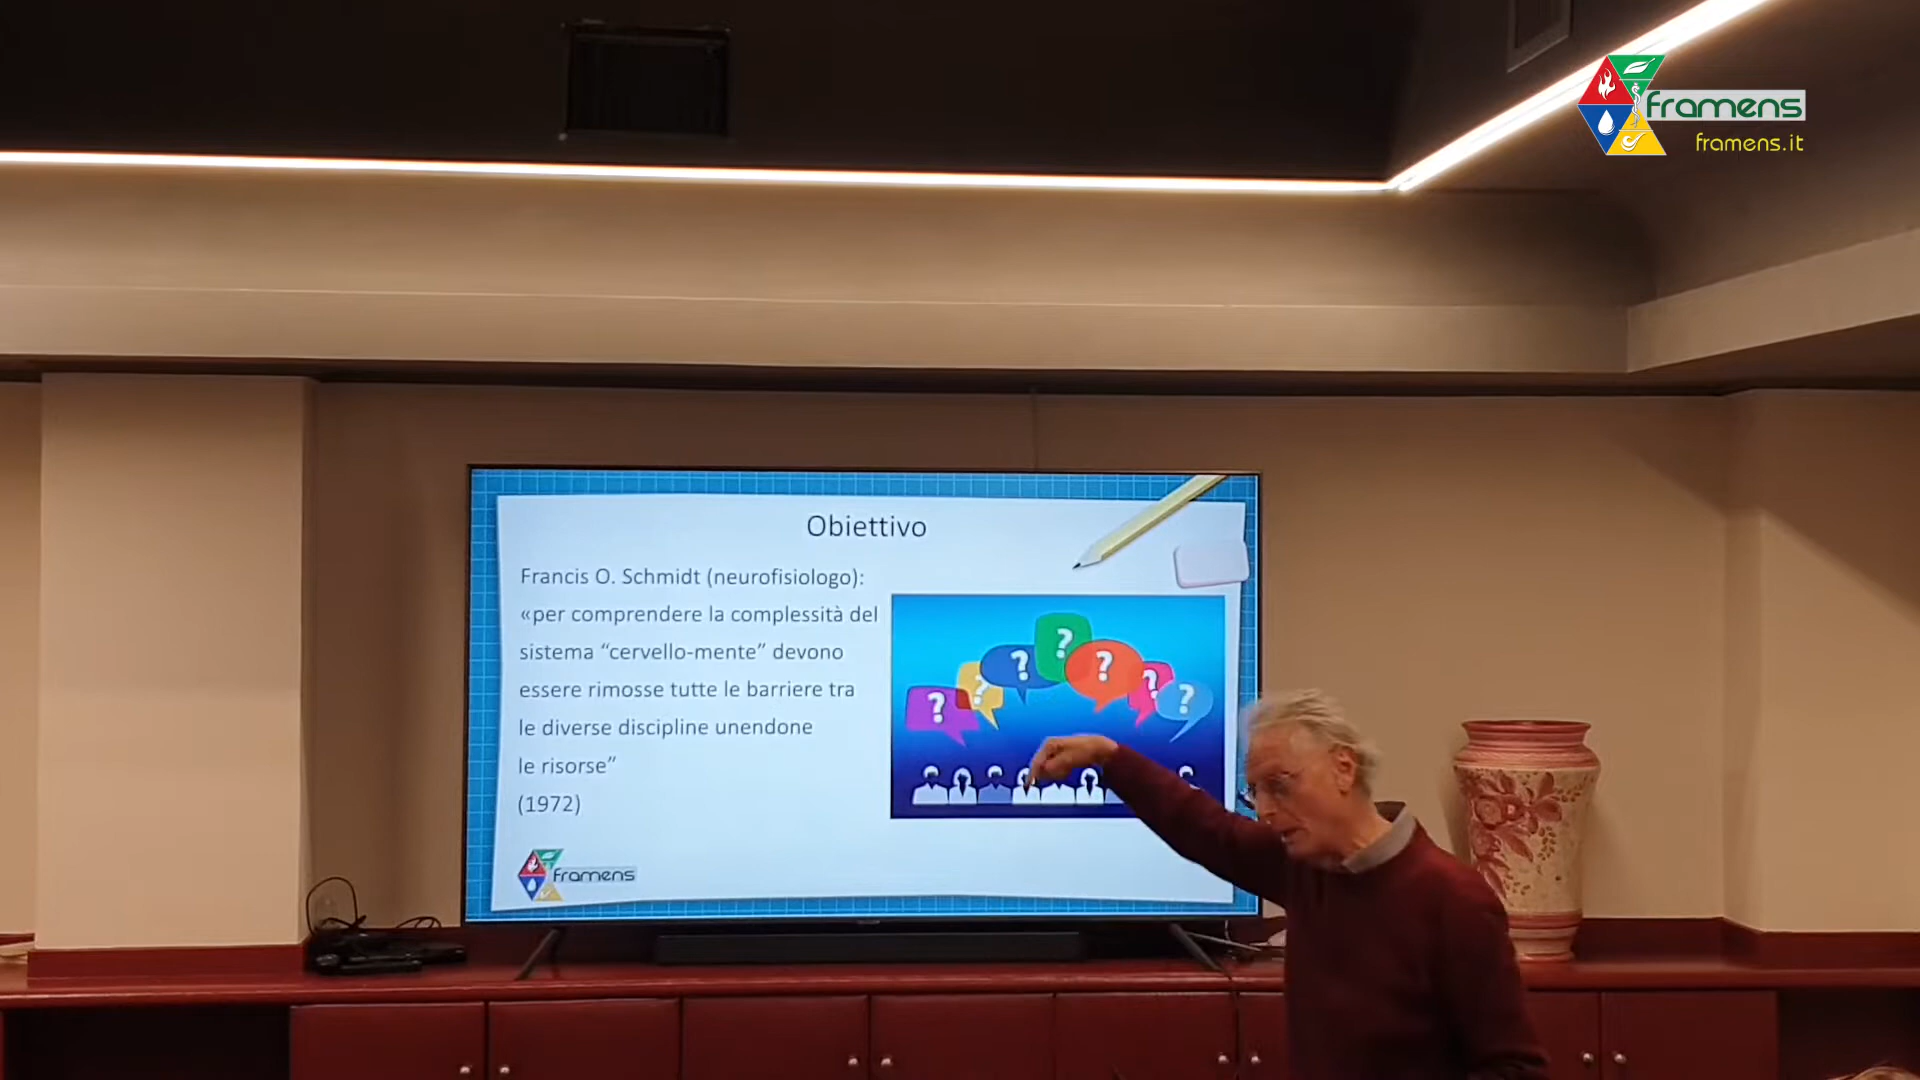 framens
framens.it
Obiettivo
Francis O. Schmidt (neurofisiologo):
«per comprendere la complessità del
sistema “cervello-mente” devono
essere rimosse tutte le barriere tra
le diverse discipline unendone
le risorse”
(1972)
? ? ? ? ? ? ?
framens